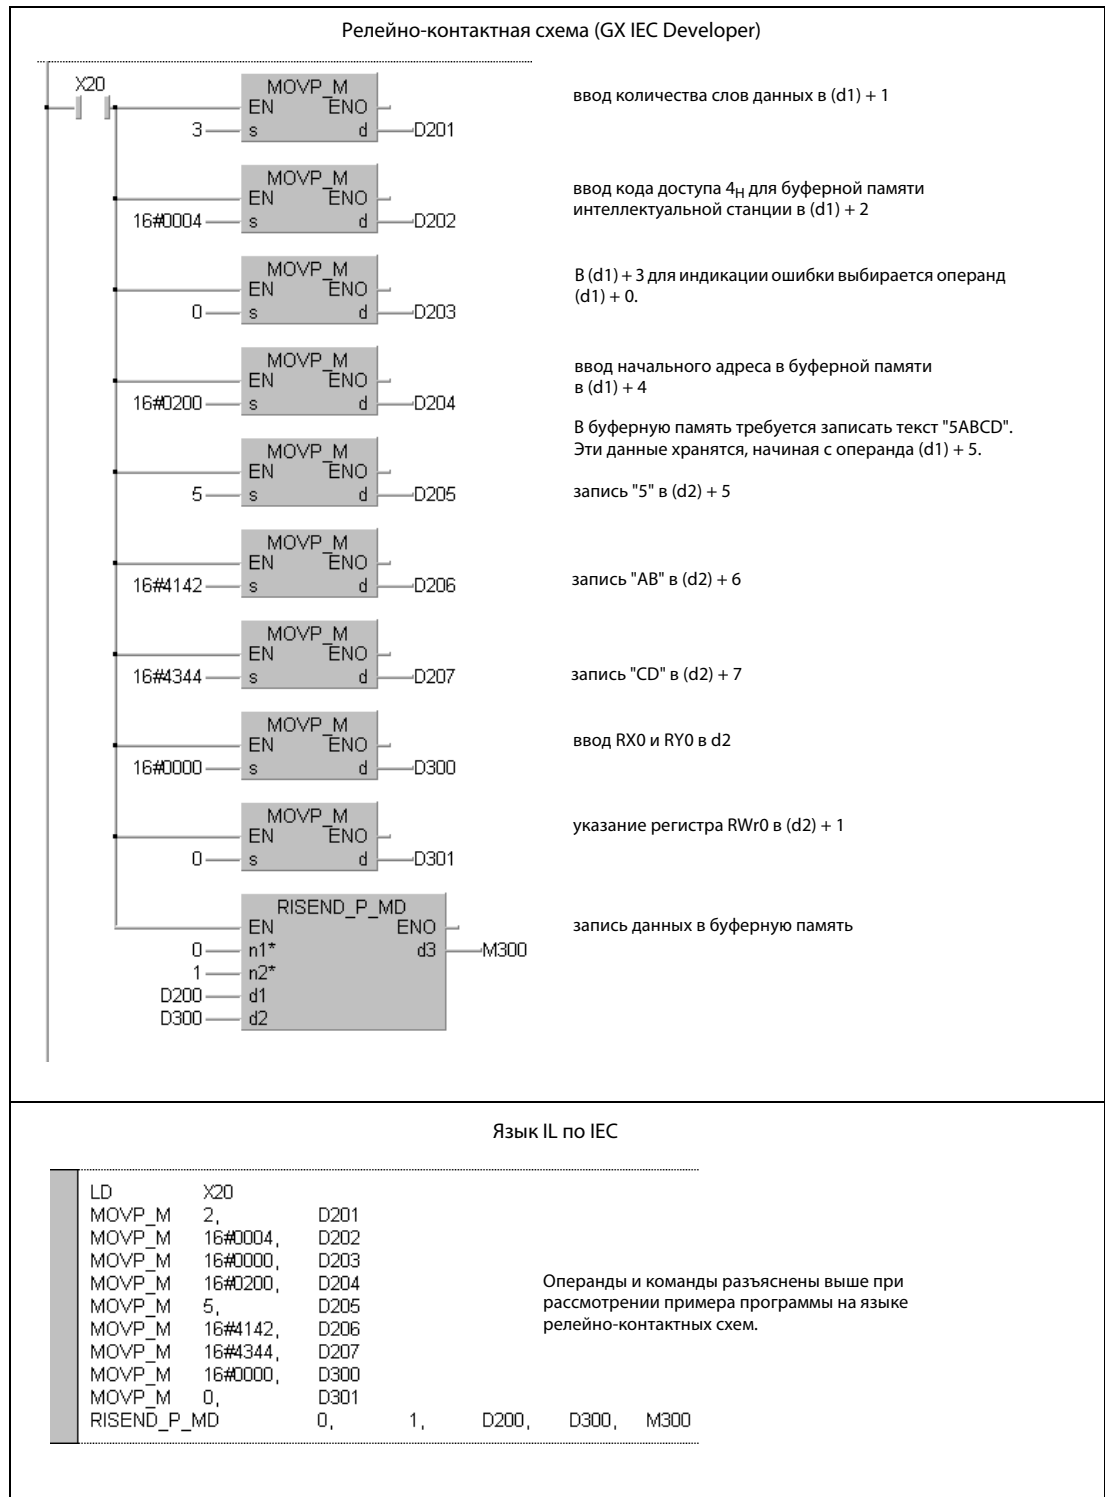 Релейно-контактная схема (GX IEC Developer)
X20
MOVP_M
EN ENO
3 s d D201
ввод количества слов данных в (d1) + 1
MOVP_M
EN ENO
16#0004 s d D202
ввод кода доступа 4H для буферной памяти
интеллектуальной станции в (d1) + 2
MOVP_M
EN ENO
0 s d D203
В (d1) + 3 для индикации ошибки выбирается операнд
(d1) + 0.
MOVP_M
EN ENO
16#0200 s d D204
ввод начального адреса в буферной памяти
в (d1) + 4
В буферную память требуется записать текст "5ABCD".
Эти данные хранятся, начиная с операнда (d1) + 5.
MOVP_M
EN ENO
5 s d D205
запись "5" в (d2) + 5
MOVP_M
EN ENO
16#4142 s d D206
запись "AB" в (d2) + 6
MOVP_M
EN ENO
16#4344 s d D207
запись "CD" в (d2) + 7
MOVP_M
EN ENO
16#0000 s d D300
ввод RX0 и RY0 в d2
MOVP_M
EN ENO
0 s d D301
указание регистра RWr0 в (d2) + 1
RISEND_P_MD
EN ENO
0 n1* d3 M300
1 n2*
D200 d1
D300 d2
запись данных в буферную память
Язык IL по IEC
LD X20
MOVP_M 2, D201
MOVP_M 16#0004, D202
MOVP_M 16#0000, D203
MOVP_M 16#0200, D204
MOVP_M 5, D205
MOVP_M 16#4142, D206
MOVP_M 16#4344, D207
MOVP_M 16#0000, D300
MOVP_M 0, D301
RISEND_P_MD 0, 1, D200, D300, M300
Операнды и команды разъяснены выше при
рассмотрении примера программы на языке
релейно-контактных схем.